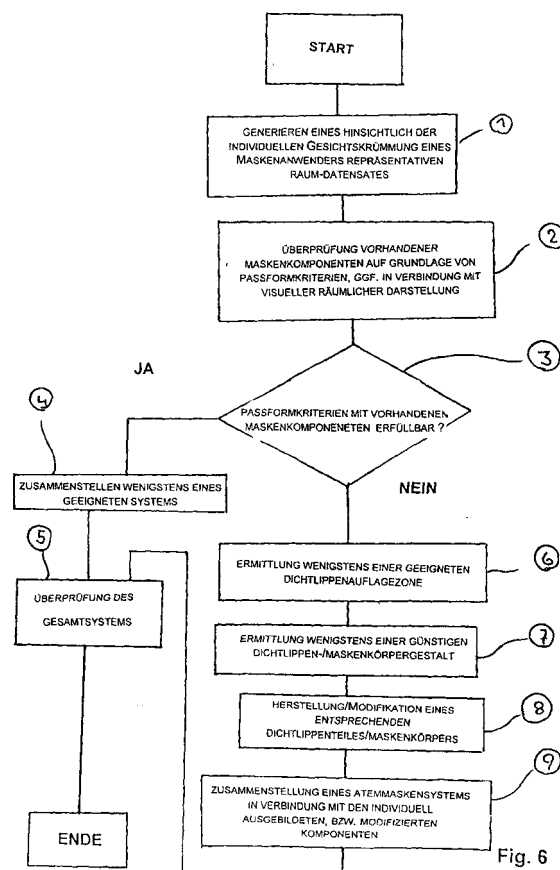 START
GENERIEREN EINES HINSICHTLICH DER
INDIVIDUELLEN GESICHTSKRÜMMUNG EINES
MASKENANWENDERS REPRÄSENTATIVEN
RAUM-DATENSATES
1
ÜBERPRÜFUNG VORHANDENER
MASKENKOMPONENTEN AUF GRUNDLAGE VON
PASSFORMKRITERIEN, GGF. IN VERBINDUNG MIT
VISUELLER RÄUMLICHER DARSTELLUNG
2
PASSFORMKRITERIEN MIT VORHANDENEN
MASKENKOMPONENETEN ERFÜLLBAR ?
3
JA
4
ZUSAMMENSTELLEN WENIGSTENS EINES
GEEIGNETEN SYSTEMS
5
ÜBERPRÜFUNG DES
GESAMTSYSTEMS
ENDE
NEIN
ERMITTLUNG WENIGSTENS EINER GEEIGNETEN
DICHTLIPPENAUFLAGEZONE
6
ERMITTLUNG WENIGSTENS EINER GÜNSTIGEN
DICHTLIPPEN-/MASKENKÖRPERGESTALT
7
HERSTELLUNG/MODIFIKATION EINES
ENTSPRECHENDEN
DICHTLIPPENTEILES/MASKENKÖRPERS
8
ZUSAMMENSTELLUNG EINES ATEMMASKENSYSTEMS
IN VERBINDUNG MIT DEN INDIVIDUELL
AUSGEBILDETEN, BZW. MODIFIZIERTEN
KOMPONENTEN
9
Fig. 6